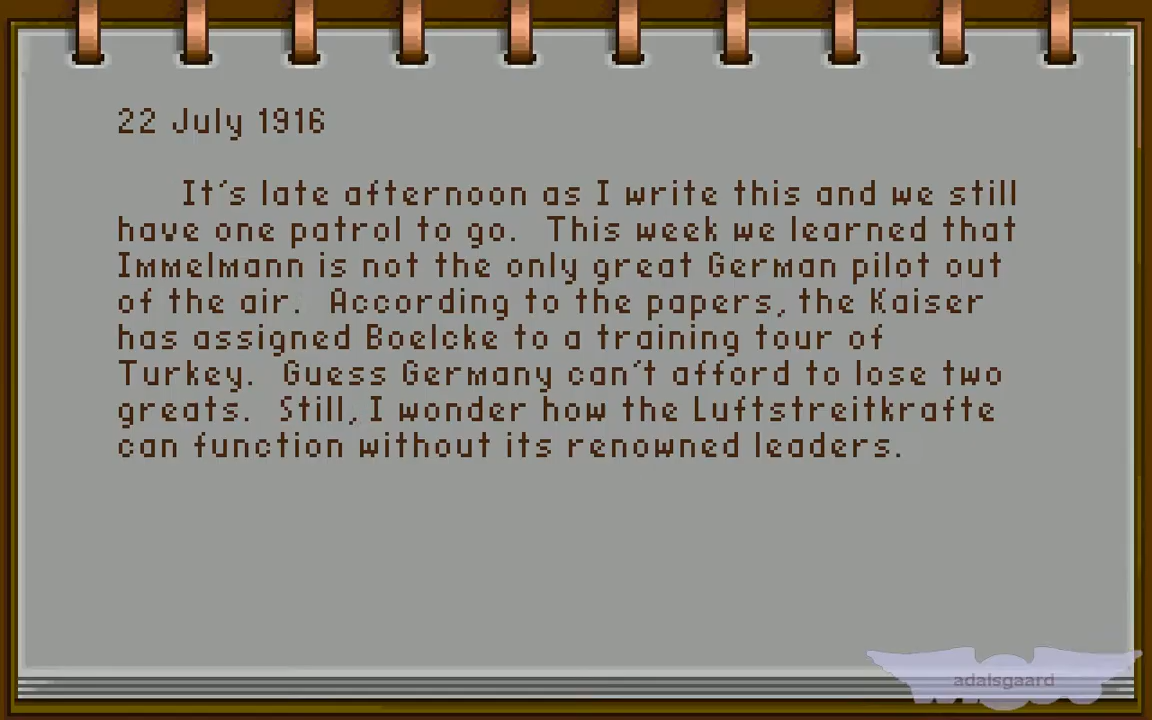 22 July 1916
It's late afternoon as I write this and we still
have one patrol to go.  This week we learned that
Immelmann is not the only great German pilot out
of the air.  According to the papers, the Kaiser
has assigned Boelcke to a training tour of
Turkey.  Guess Germany can't afford to lose two
greats.  Still, I wonder how the Luftstreitkrafte
can function without its renowned leaders.
adalsgaard